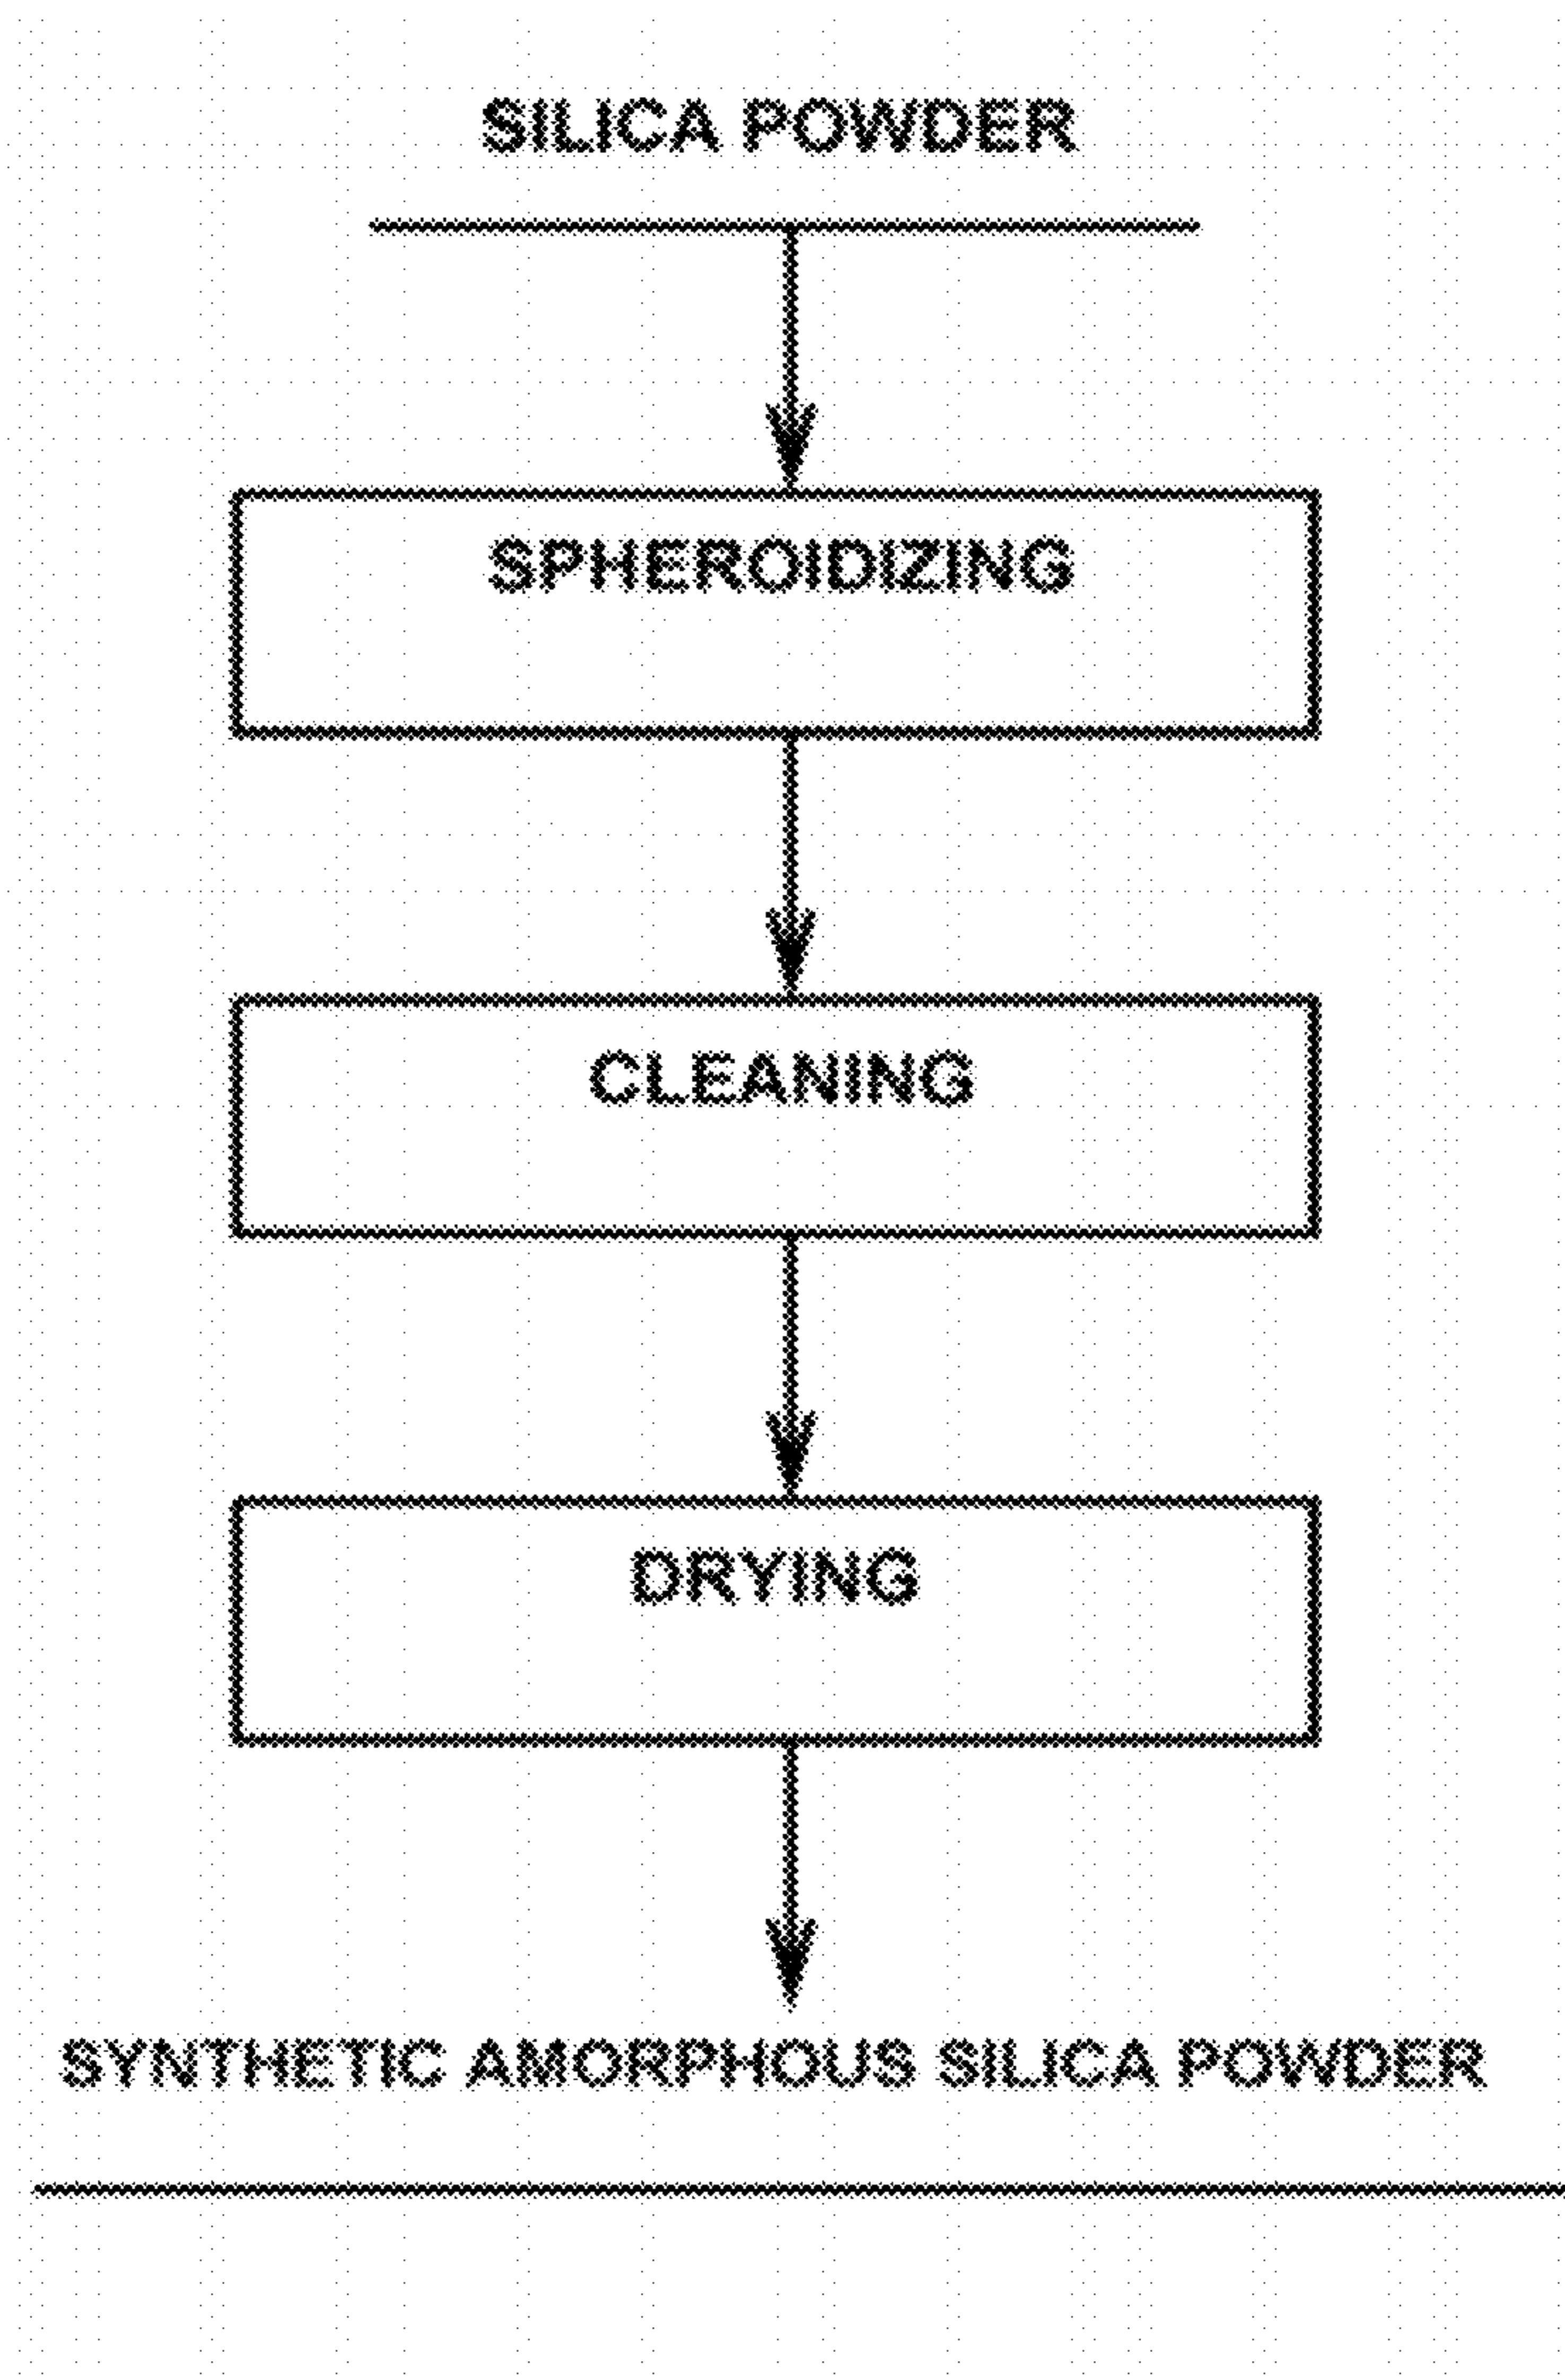 SILICA POWDER
SPHEROIDIZING
CLEANING
DRYING
SYNTHETIC AMORPHOUS SILICA POWDER